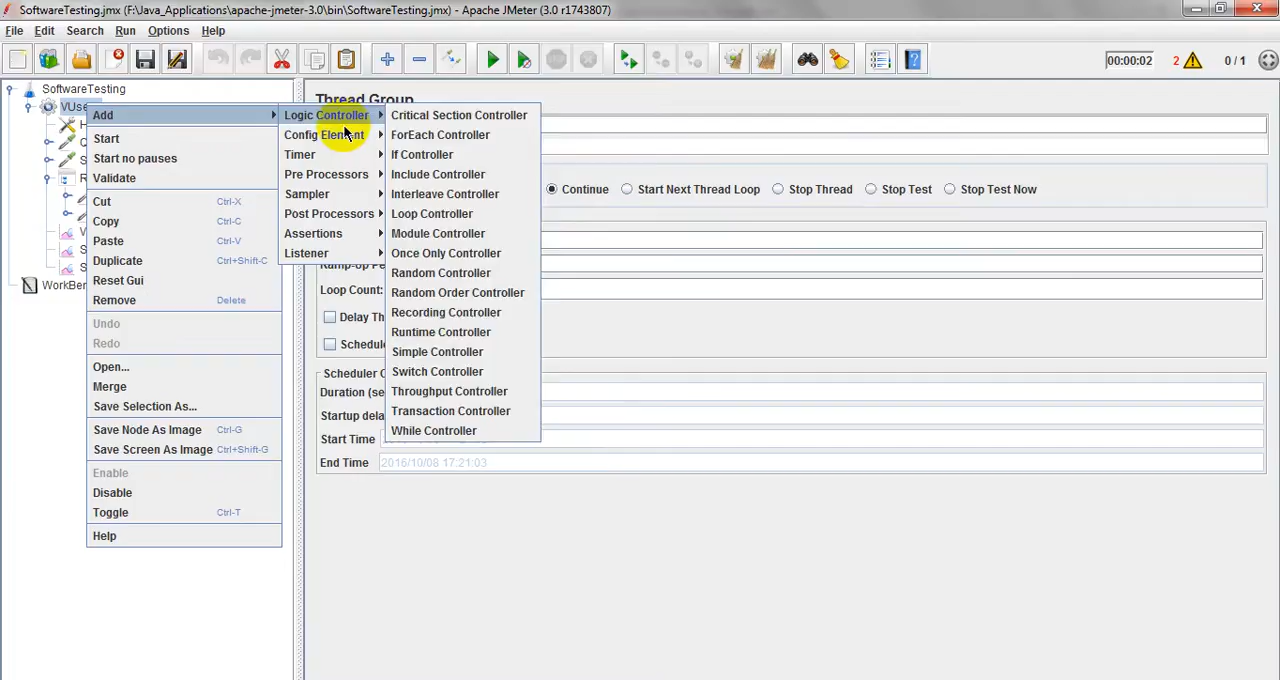 SoftwareTesting.jmx (F:\Java_Applications\apache-jmeter-3.0\bin\SoftwareTesting.jmx) - Apache JMeter (3.0 r1743807)
File Edit Search Run Options Help
00:00:02 2 0 / 1
SoftwareTesting
Thread Group
Add
Logic Controller
Critical Section Controller
Start
Config Element
ForEach Controller
Start no pauses
Timer
If Controller
Validate
Pre Processors
Include Controller
Cut Ctrl-X
Sampler
Interleave Controller
Continue Start Next Thread Loop Stop Thread Stop Test Stop Test Now
Copy Ctrl-C
Post Processors
Loop Controller
Paste Ctrl-V
Assertions
Module Controller
Duplicate Ctrl+Shift-C
Listener
Once Only Controller
Reset Gui
Random Controller
Remove Delete
Loop Count:
Random Order Controller
Undo
Delay Th
Recording Controller
Redo
Schedule
Runtime Controller
Open...
Simple Controller
Merge
Scheduler C
Switch Controller
Save Selection As...
Duration (se
Throughput Controller
Save Node As Image Ctrl-G
Startup dela
Transaction Controller
Save Screen As Image Ctrl+Shift-G
Start Time
While Controller
Enable
End Time 2016/10/08 17:21:03
Disable
Toggle Ctrl-T
Help